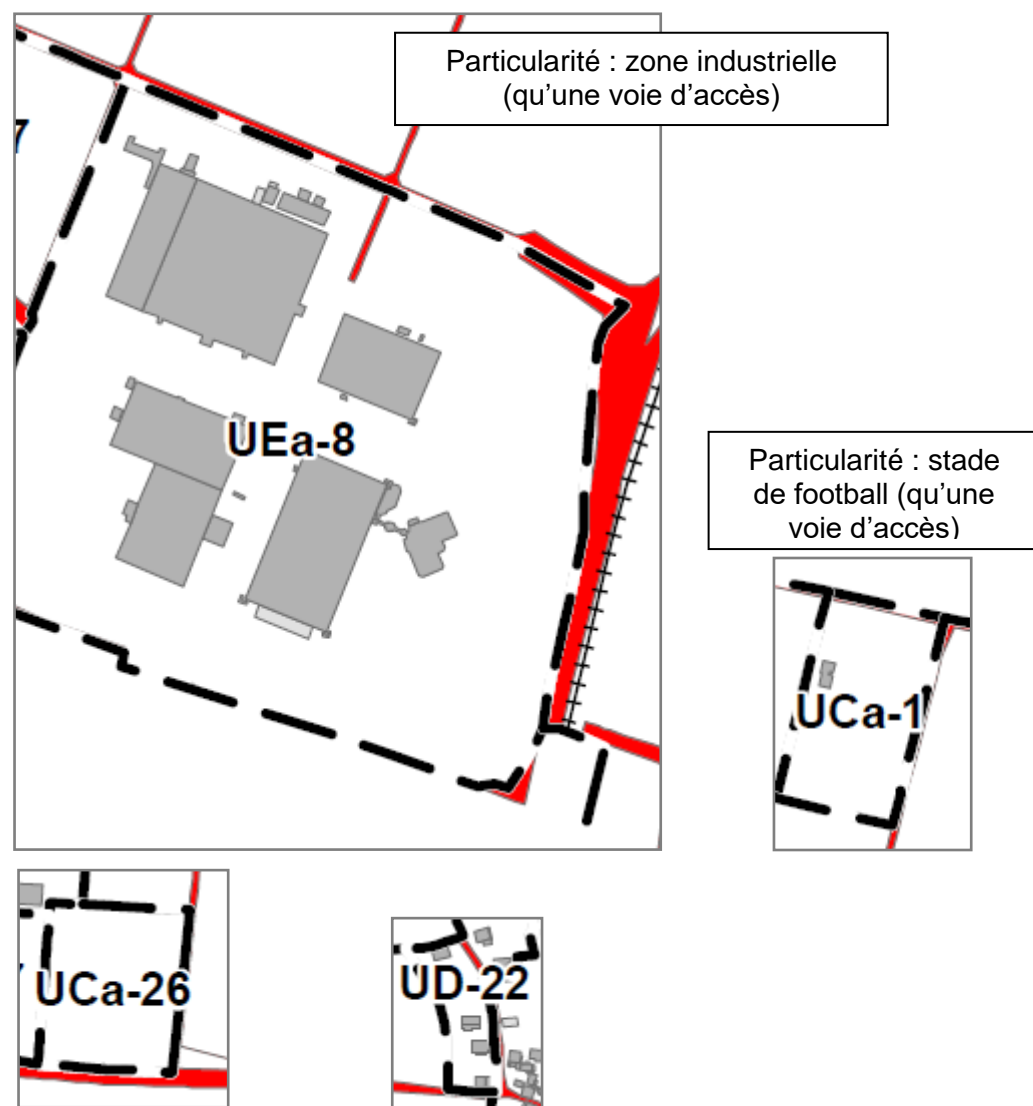 Particularité : zone industrielle
(qu'une voie d'accès)
7
UEa-8
Particularité : stade
de football (qu'une
voie d'accès)
UCa-1
UCa-26
UD-22